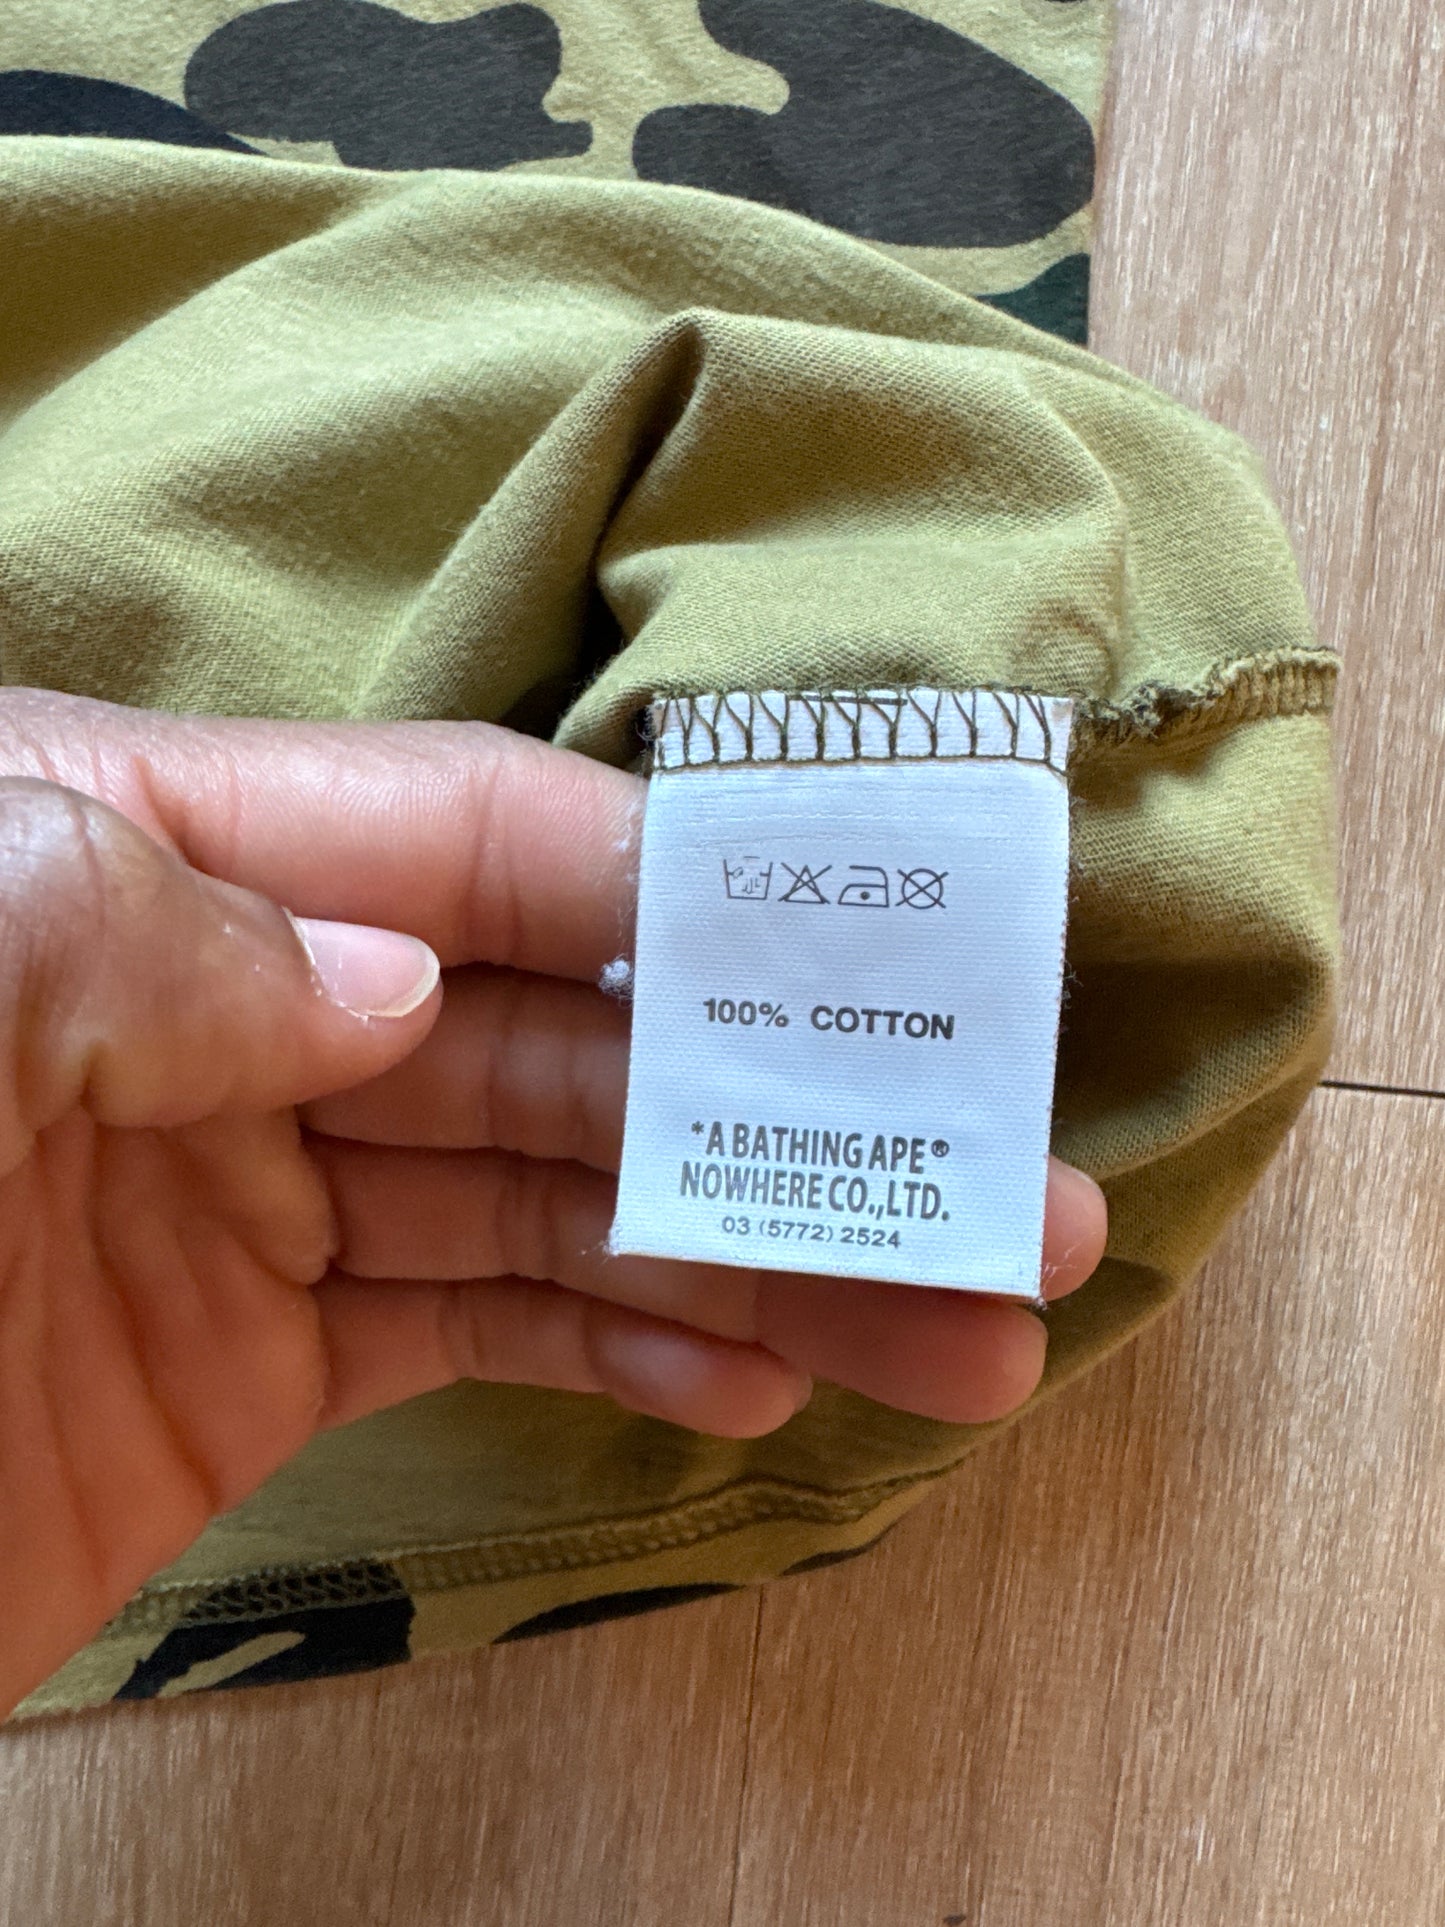 100% COTTON
*A BATHING APE®
NOWHERE CO.,LTD.
03 (5772) 2524